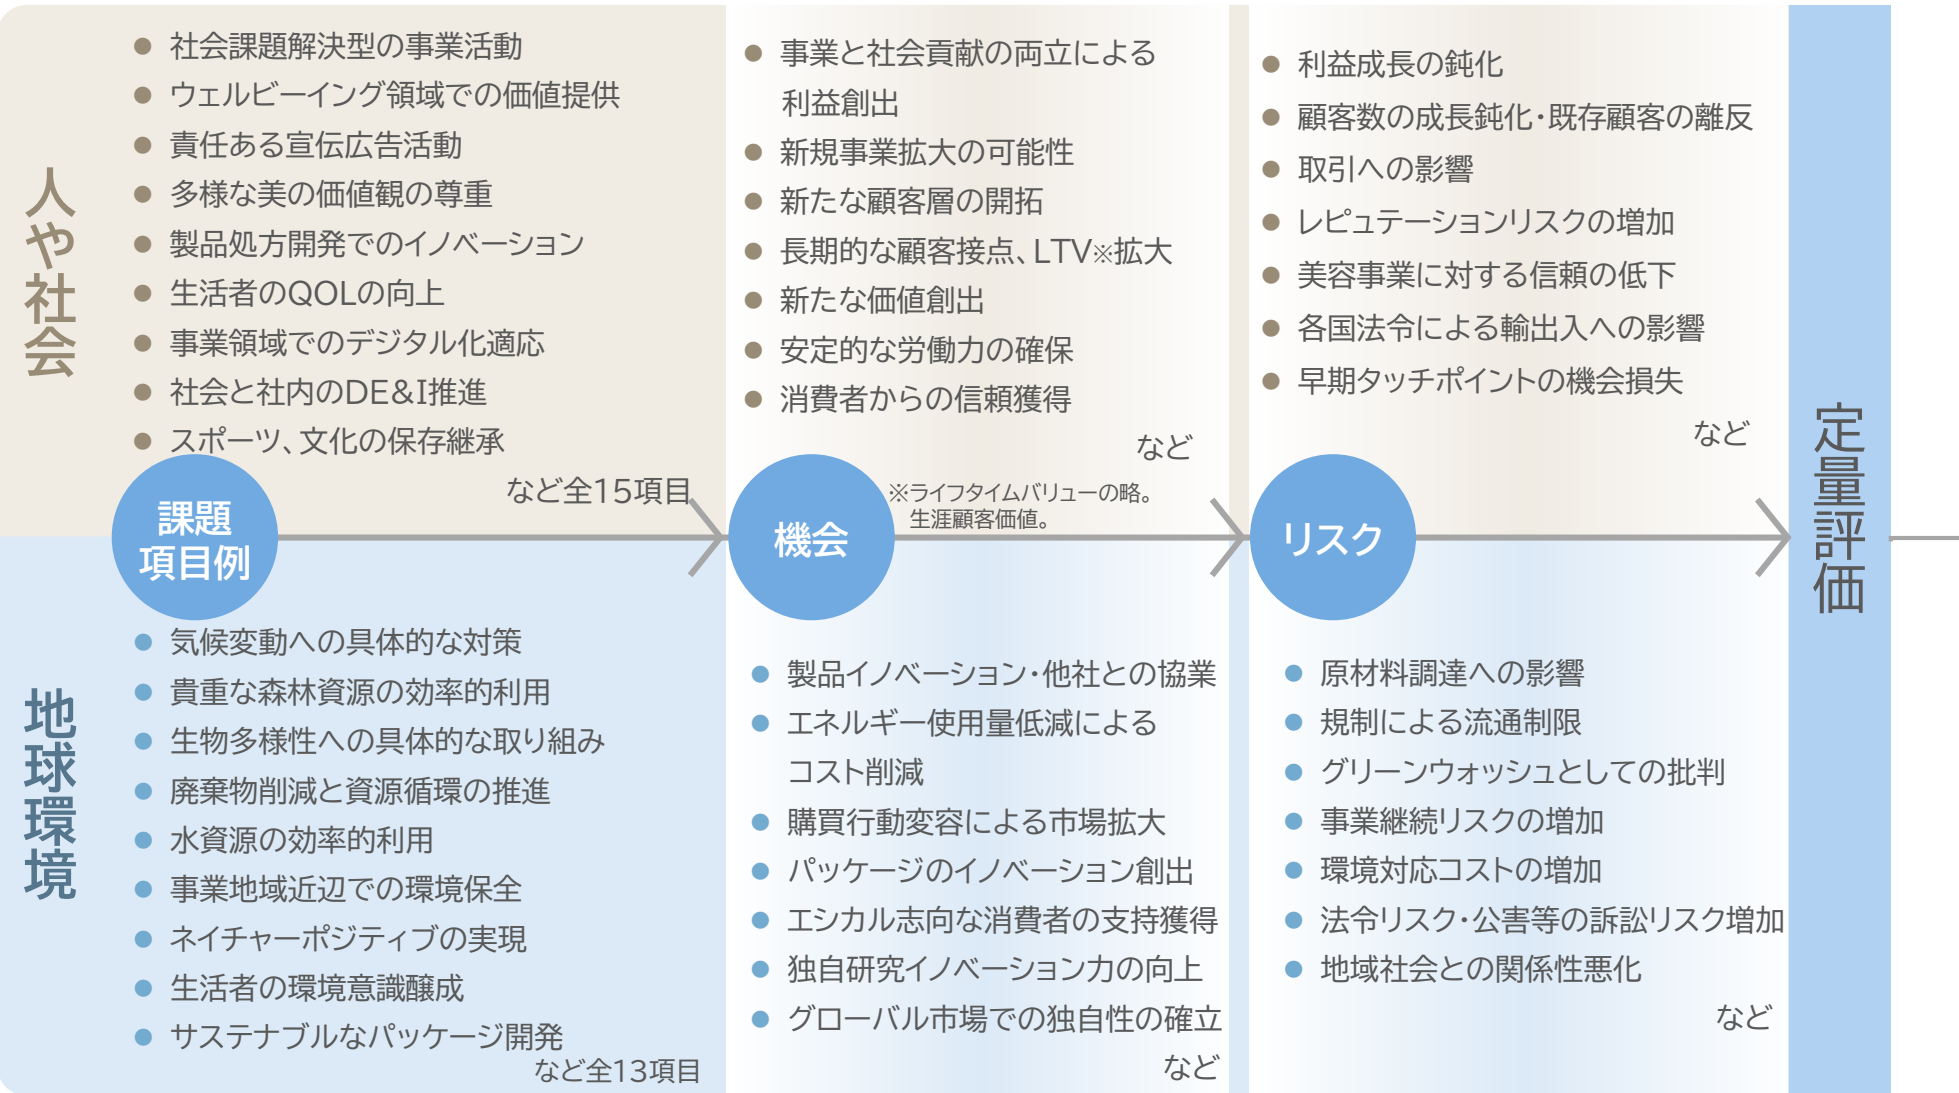 人や社会
● 社会課題解決型の事業活動
● ウェルビーイング領域での価値提供
● 責任ある宣伝広告活動
● 多様な美の価値観の尊重
● 製品処方開発でのイノベーション
● 生活者のQOLの向上
● 事業領域でのデジタル化適応
● 社会と社内のDE&I推進
● スポーツ、文化の保存継承
など全15項目
● 事業と社会貢献の両立による
利益創出
● 新規事業拡大の可能性
● 新たな顧客層の開拓
● 長期的な顧客接点、LTV※拡大
● 新たな価値創出
● 安定的な労働力の確保
● 消費者からの信頼獲得
など
※ライフタイムバリューの略。
生涯顧客価値。
● 利益成長の鈍化
● 顧客数の成長鈍化・既存顧客の離反
● 取引への影響
● レピュテーションリスクの増加
● 美容事業に対する信頼の低下
● 各国法令による輸出入への影響
● 早期タッチポイントの機会損失
など
課題
項目例
機会
リスク
定量評価
地球環境
● 気候変動への具体的な対策
● 貴重な森林資源の効率的利用
● 生物多様性への具体的な取り組み
● 廃棄物削減と資源循環の推進
● 水資源の効率的利用
● 事業地域近辺での環境保全
● ネイチャーポジティブの実現
● 生活者の環境意識醸成
● サステナブルなパッケージ開発
など全13項目
● 製品イノベーション・他社との協業
● エネルギー使用量低減による
コスト削減
● 購買行動変容による市場拡大
● パッケージのイノベーション創出
● エシカル志向な消費者の支持獲得
● 独自研究イノベーション力の向上
● グローバル市場での独自性の確立
など
● 原材料調達への影響
● 規制による流通制限
● グリーンウォッシュとしての批判
● 事業継続リスクの増加
● 環境対応コストの増加
● 法令リスク・公害等の訴訟リスク増加
● 地域社会との関係性悪化
など